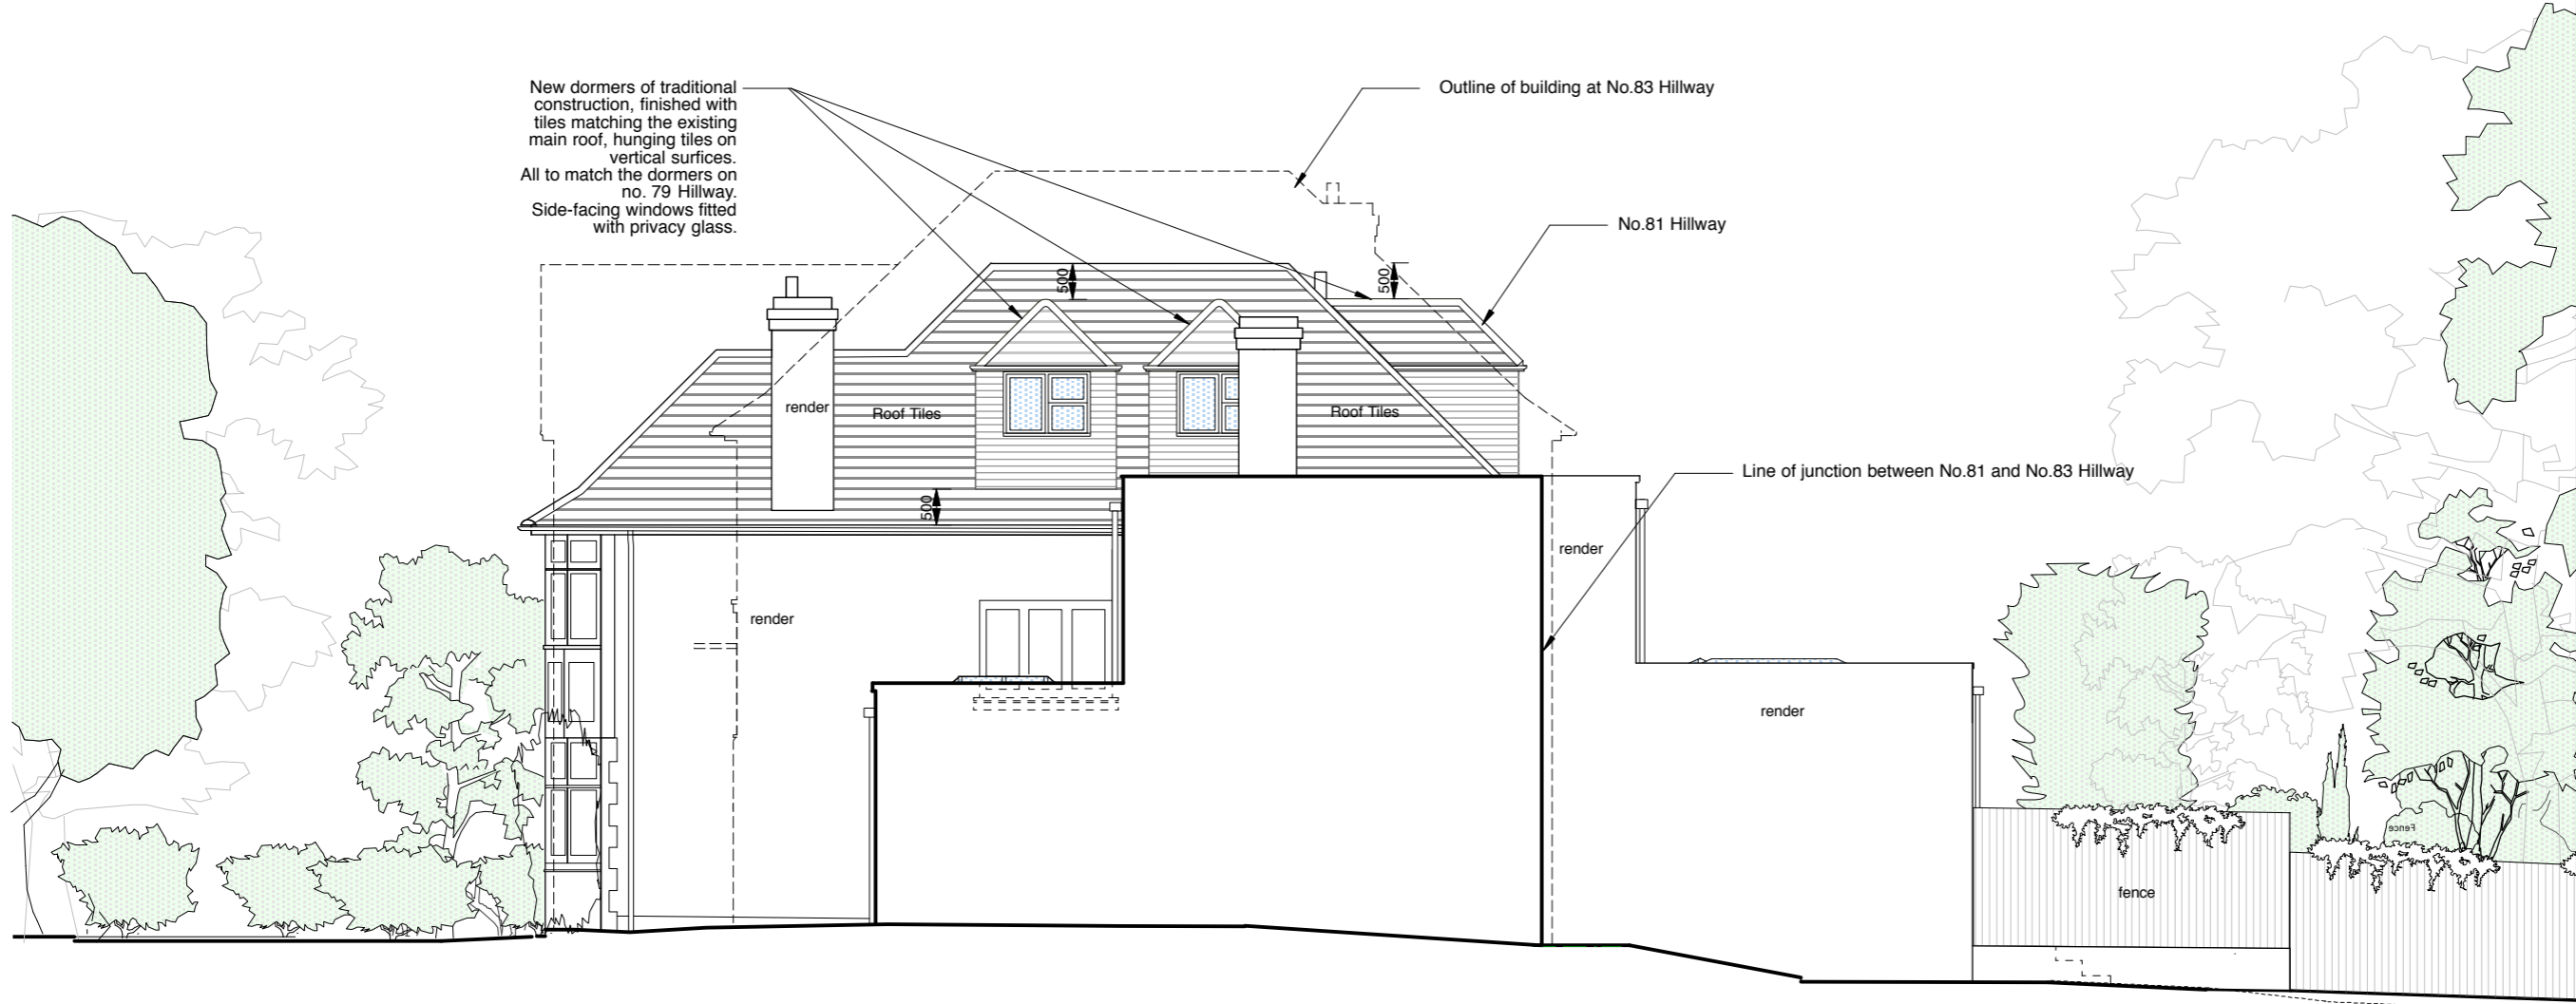 New dormers of traditional
construction, finished with
tiles matching the existing
main roof, hunging tiles on
vertical surfices.
All to match the dormers on
no. 79 Hillway.
Side-facing windows fitted
with privacy glass.
Outline of building at No.83 Hillway
No.81 Hillway
500
500
render
Roof Tiles
Roof Tiles
Line of junction between No.81 and No.83 Hillway
500
render
render
render
Fence
fence